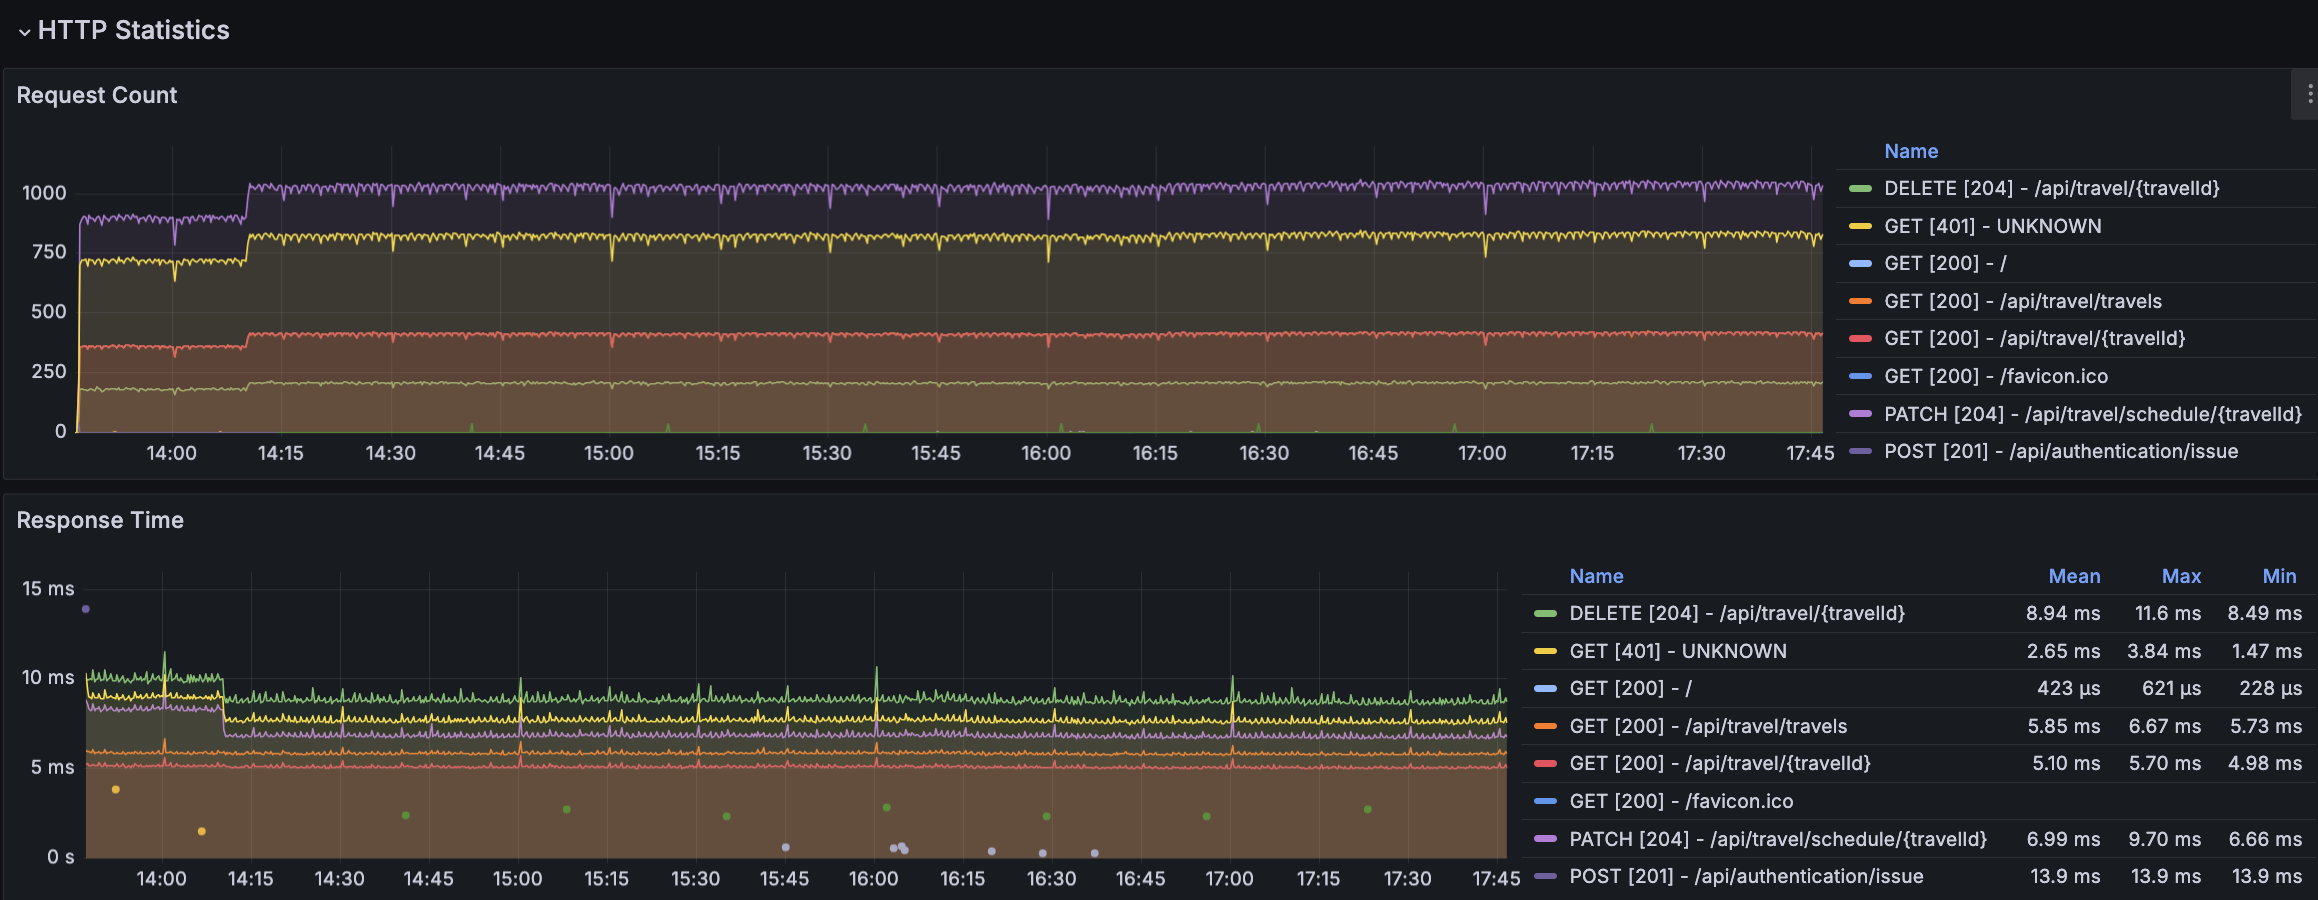 HTTP Statistics
Request Count
1000
750
500
250
0
14:00 14:15 14:30 14:45 15:00 15:15 15:30 15:45 16:00 16:15 16:30 16:45 17:00 17:15 17:30 17:45
Name
DELETE [204] - /api/travel/{travelId}
GET [401] - UNKNOWN
GET [200] - /
GET [200] - /api/travel/travels
GET [200] - /api/travel/{travelId}
GET [200] - /favicon.ico
PATCH [204] - /api/travel/schedule/{travelId}
POST [201] - /api/authentication/issue
Response Time
15 ms
10 ms
5 ms
0 s
14:00 14:15 14:30 14:45 15:00 15:15 15:30 15:45 16:00 16:15 16:30 16:45 17:00 17:15 17:30 17:45
Name Mean Max Min
DELETE [204] - /api/travel/{travelId} 8.94 ms 11.6 ms 8.49 ms
GET [401] - UNKNOWN 2.65 ms 3.84 ms 1.47 ms
GET [200] - / 423 µs 621 µs 228 µs
GET [200] - /api/travel/travels 5.85 ms 6.67 ms 5.73 ms
GET [200] - /api/travel/{travelId} 5.10 ms 5.70 ms 4.98 ms
GET [200] - /favicon.ico
PATCH [204] - /api/travel/schedule/{travelId} 6.99 ms 9.70 ms 6.66 ms
POST [201] - /api/authentication/issue 13.9 ms 13.9 ms 13.9 ms